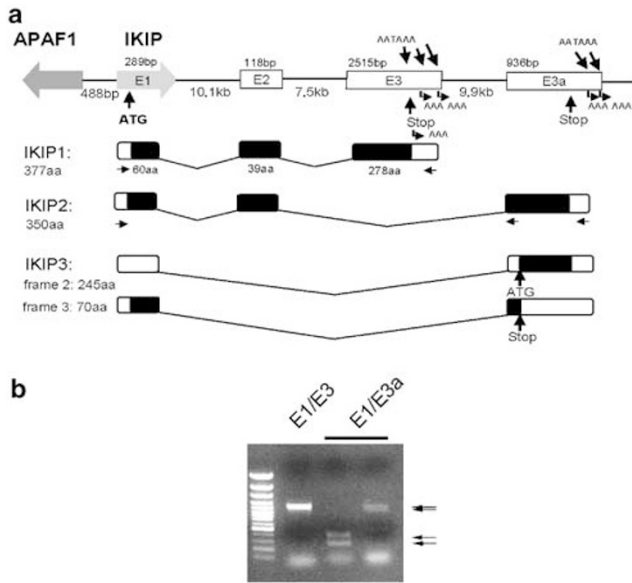 a
APAF1 IKIP
AATAAA AATAAA
289bp 118bp 2515bp 936bp
E1 E2 E3 E3a
488bp 10,1kb 7,5kb 9,9kb
AAA AAA AAA AAA
ATG Stop Stop
AAA
IKIP1:
377aa 60aa 39aa 278aa
IKIP2:
350aa
IKIP3:
frame 2: 245aa
ATG
frame 3: 70aa
Stop
b
E1/E3 E1/E3a